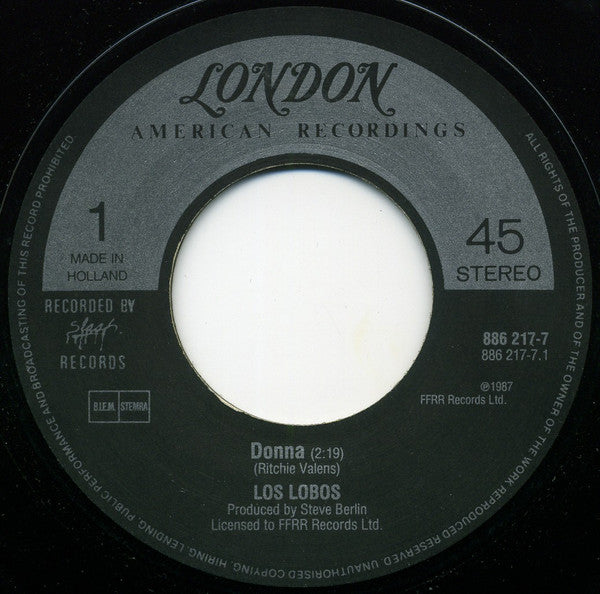 LONDON
AMERICAN RECORDINGS
1
MADE IN
HOLLAND
45
STEREO
RECORDED BY
Slash
RECORDS
886 217-7
886 217-7.1
B.I.E.M. STEMRA
℗1987
FFRR Records Ltd.
Donna (2:19)
(Ritchie Valens)
LOS LOBOS
Produced by Steve Berlin
Licensed to FFRR Records Ltd.
ALL RIGHTS OF THE PRODUCER AND OF THE OWNER OF THE WORK REPRODUCED RESERVED. UNAUTHORISED COPYING, HIRING, LENDING, PUBLIC PERFORMANCE AND BROADCASTING OF THIS RECORD PROHIBITED